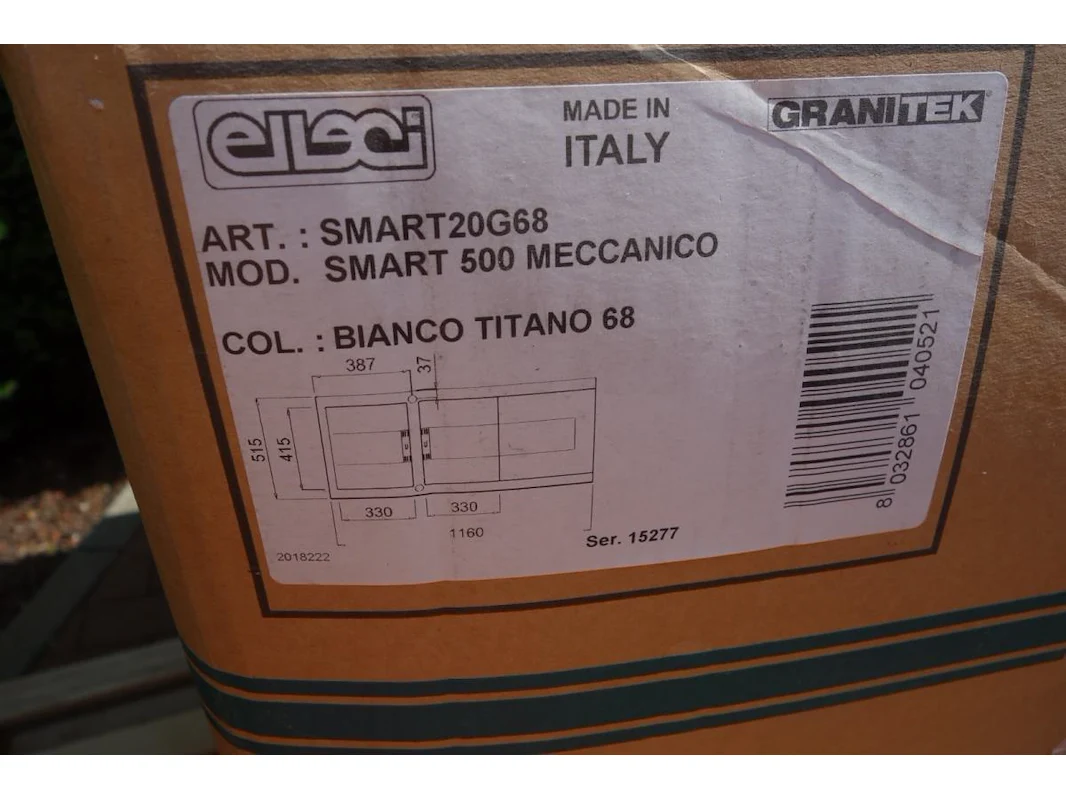 elleci
MADE IN
ITALY
GRANITEK®
ART. : SMART20G68
MOD. SMART 500 MECCANICO
COL. : BIANCO TITANO 68
387
37
515
415
330
330
1160
2018222
Ser. 15277
8 032861 040521